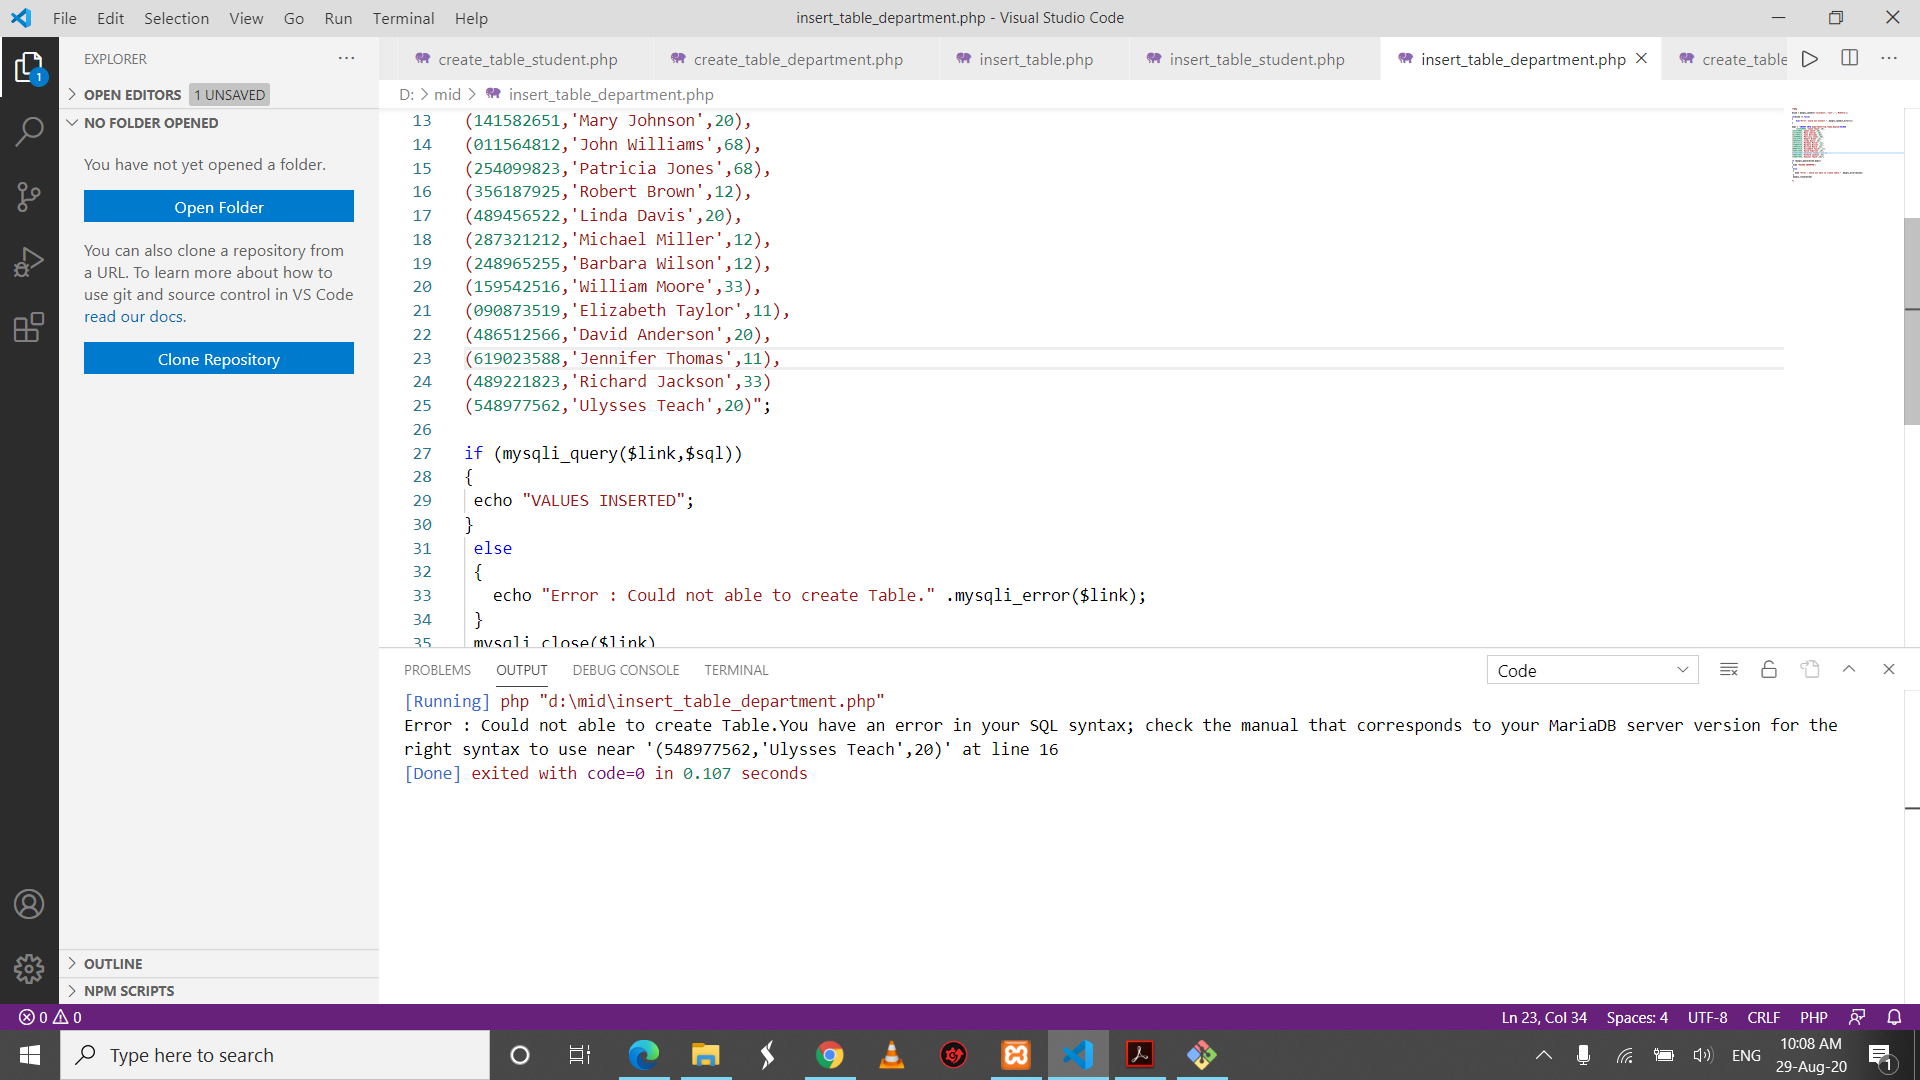 File Edit Selection View Go Run Terminal Help
insert_table_department.php - Visual Studio Code
EXPLORER
create_table_student.php
create_table_department.php
insert_table.php
insert_table_student.php
insert_table_department.php
create_table
OPEN EDITORS 1 UNSAVED
D: > mid > insert_table_department.php
NO FOLDER OPENED
You have not yet opened a folder.
Open Folder
You can also clone a repository from
a URL. To learn more about how to
use git and source control in VS Code
read our docs.
Clone Repository
OUTLINE
NPM SCRIPTS
1
13 (141582651,'Mary Johnson',20),
14 (011564812,'John Williams',68),
15 (254099823,'Patricia Jones',68),
16 (356187925,'Robert Brown',12),
17 (489456522,'Linda Davis',20),
18 (287321212,'Michael Miller',12),
19 (248965255,'Barbara Wilson',12),
20 (159542516,'William Moore',33),
21 (090873519,'Elizabeth Taylor',11),
22 (486512566,'David Anderson',20),
23 (619023588,'Jennifer Thomas',11),
24 (489221823,'Richard Jackson',33)
25 (548977562,'Ulysses Teach',20)";
26
27 if (mysqli_query($link,$sql))
28 {
29 echo "VALUES INSERTED";
30 }
31 else
32 {
33 echo "Error : Could not able to create Table." .mysqli_error($link);
34 }
35 mysqli_close($link)
PROBLEMS OUTPUT DEBUG CONSOLE TERMINAL
Code
[Running] php "d:\mid\insert_table_department.php"
Error : Could not able to create Table.You have an error in your SQL syntax; check the manual that corresponds to your MariaDB server version for the
right syntax to use near '(548977562,'Ulysses Teach',20)' at line 16
[Done] exited with code=0 in 0.107 seconds
0 0
Ln 23, Col 34 Spaces: 4 UTF-8 CRLF PHP
Type here to search
ENG
10:08 AM
29-Aug-20
1